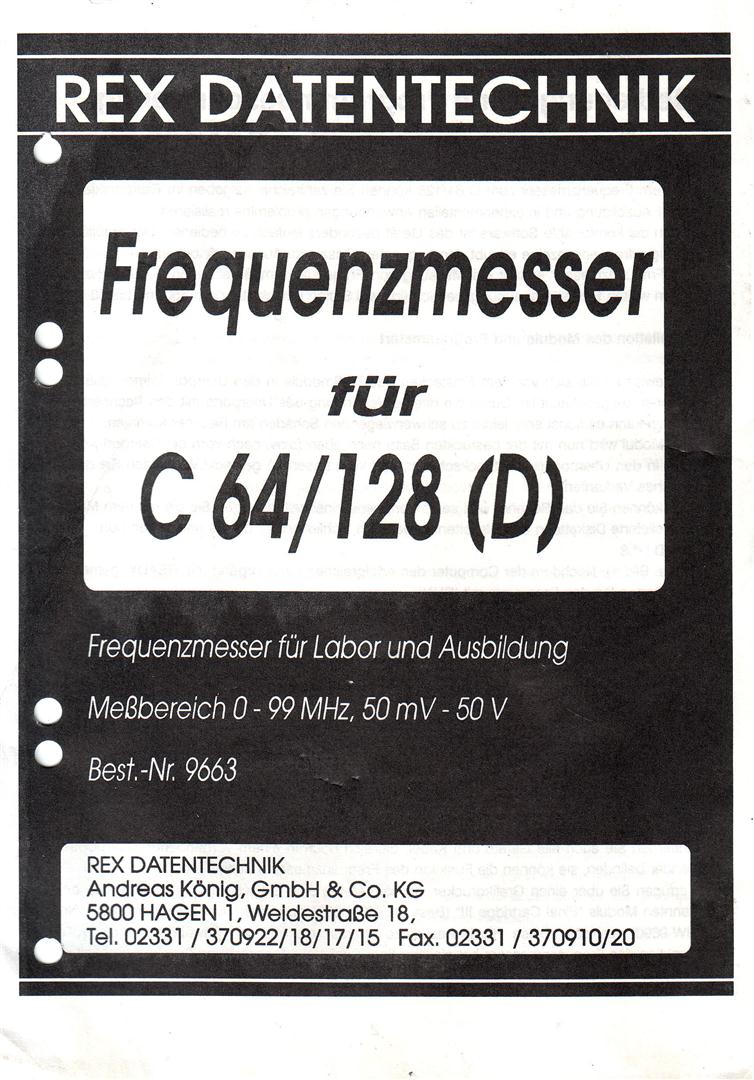 REX DATENTECHNIK
Frequenzmesser
für
C 64/128 (D)
Frequenzmesser für Labor und Ausbildung
Meßbereich 0 - 99 MHz, 50 mV - 50 V
Best.-Nr. 9663
REX DATENTECHNIK
Andreas König, GmbH & Co. KG
5800 HAGEN 1, Weidestraße 18,
Tel. 02331 / 370922/18/17/15 Fax. 02331 / 370910/20